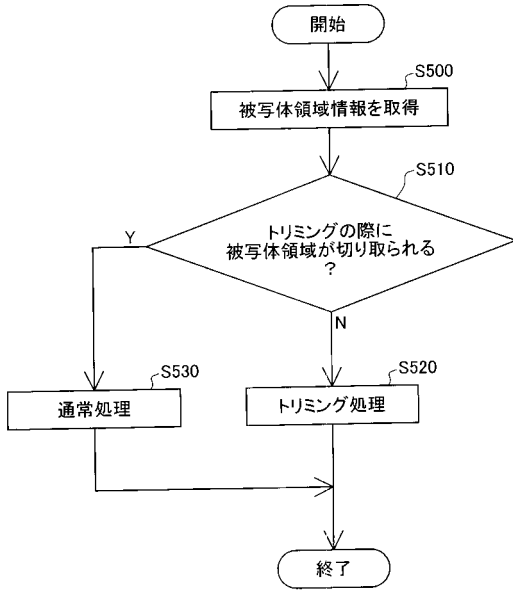 開始
S500
被写体領域情報を取得
S510
トリミングの際に
被写体領域が切り取られる
?
Y
N
S530
通常処理
S520
トリミング処理
終了